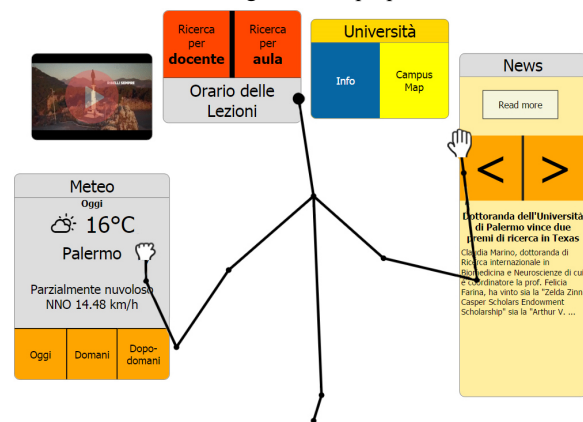 Ricerca
per
docente
Ricerca
per
aula
Orario delle
Lezioni
Università
Info
Campus
Map
News
Read more
< >
Dottoranda dell'Università
di Palermo vince due
premi di ricerca in Texas
Claudia Marino, dottoranda di
Ricerca internazionale in
Biomedicina e Neuroscienze di cui
è coordinatore la prof. Felicia
Farina, ha vinto sia la "Zelda Zinn
Casper Scholars Endowment
Scholarship" sia la "Arthur V. ...
Meteo
Oggi
16°C
Palermo
Parzialmente nuvoloso
NNO 14.48 km/h
Oggi
Domani
Dopo-
domani